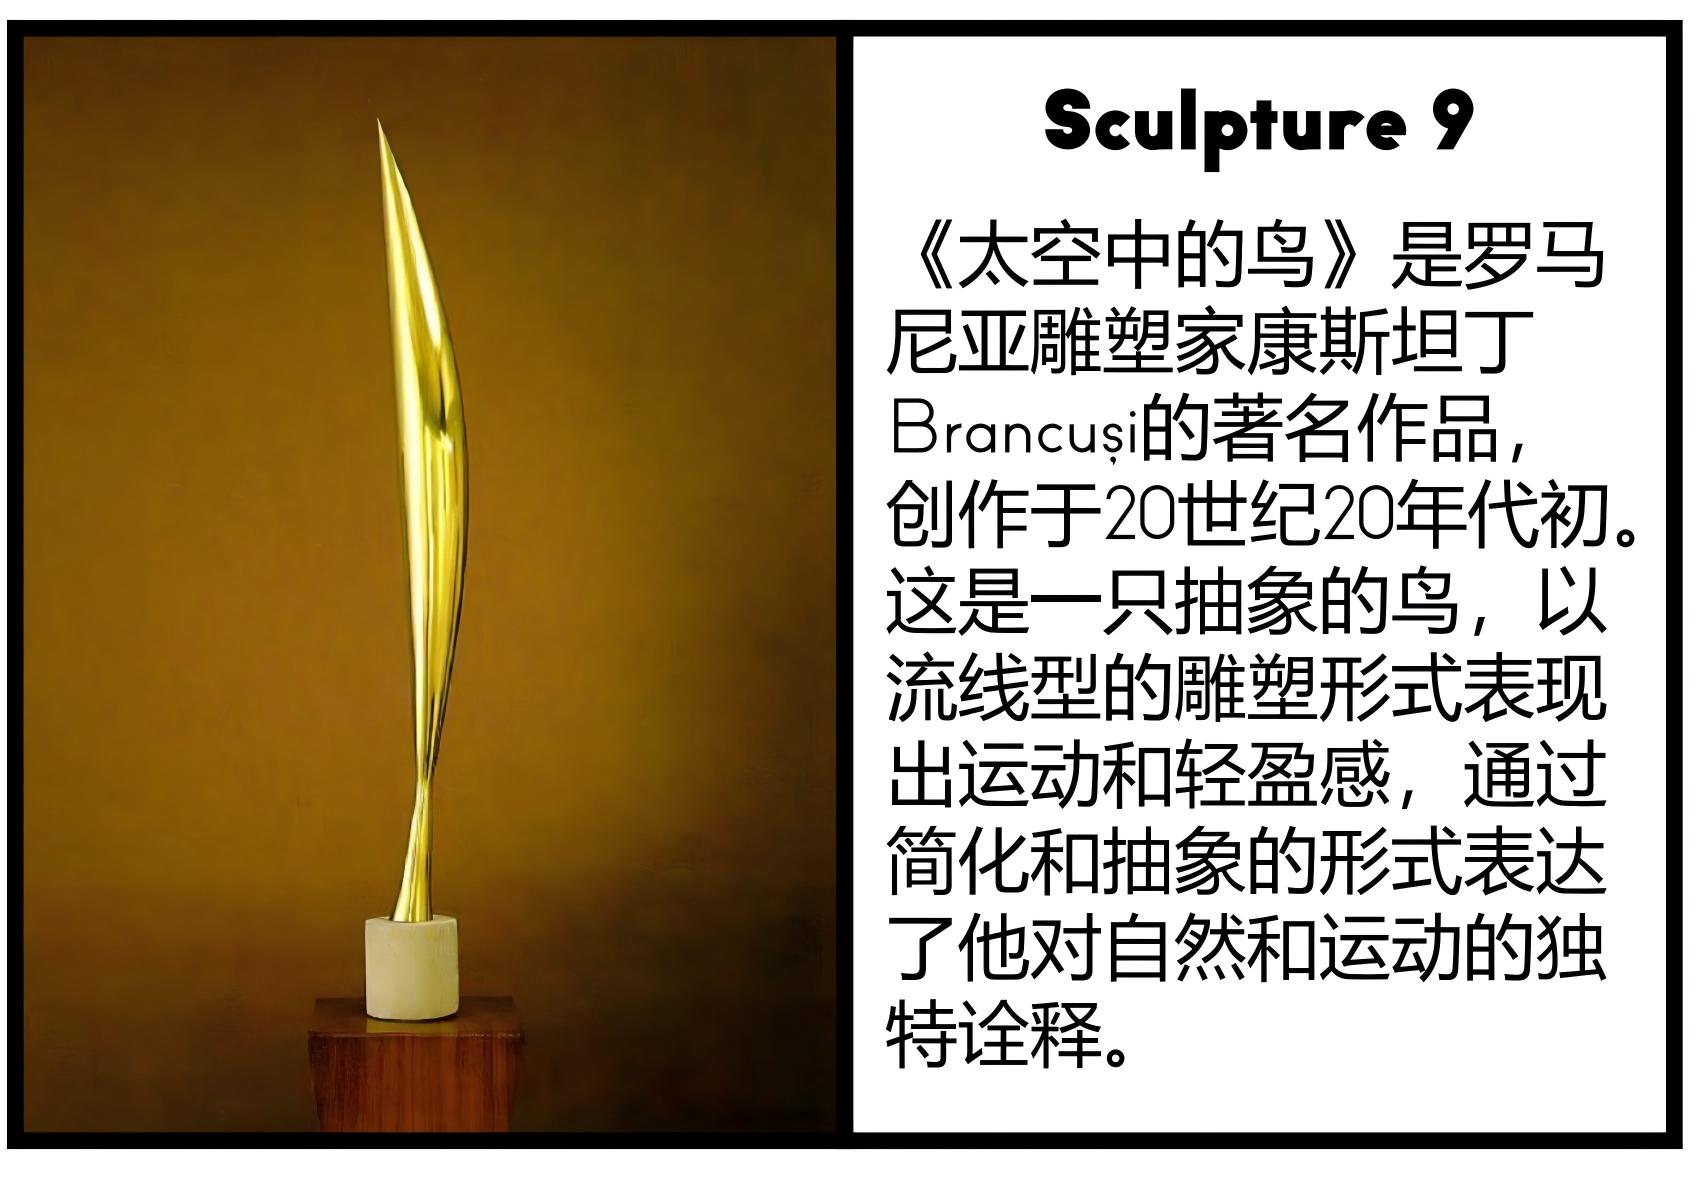 Sculpture 9
《太空中的鸟》是罗马
尼亚雕塑家康斯坦丁
Brancuși的著名作品，
创作于20世纪20年代初。
这是一只抽象的鸟，以
流线型的雕塑形式表现
出运动和轻盈感，通过
简化和抽象的形式表达
了他对自然和运动的独
特诠释。